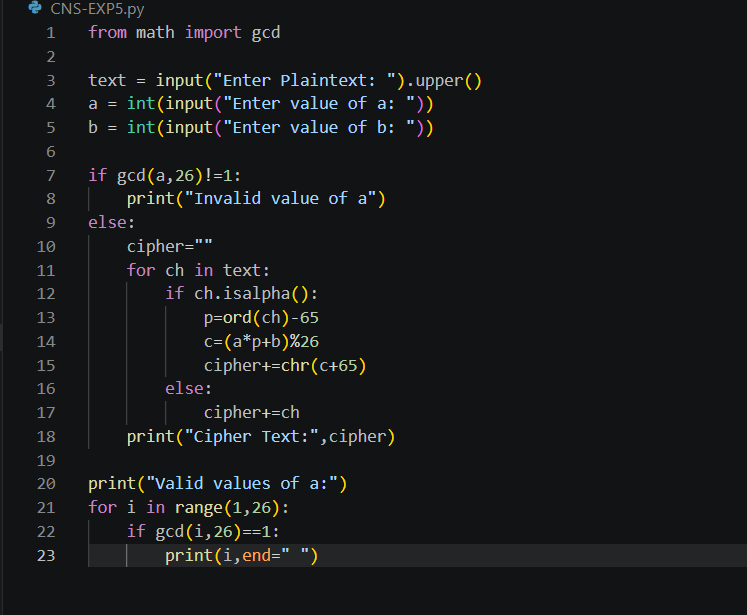 CNS-EXP5.py
1 from math import gcd
2
3 text = input("Enter Plaintext: ").upper()
4 a = int(input("Enter value of a: "))
5 b = int(input("Enter value of b: "))
6
7 if gcd(a,26)!=1:
8     print("Invalid value of a")
9 else:
10     cipher=""
11     for ch in text:
12         if ch.isalpha():
13             p=ord(ch)-65
14             c=(a*p+b)%26
15             cipher+=chr(c+65)
16         else:
17             cipher+=ch
18     print("Cipher Text:",cipher)
19
20 print("Valid values of a:")
21 for i in range(1,26):
22     if gcd(i,26)==1:
23         print(i,end=" ")